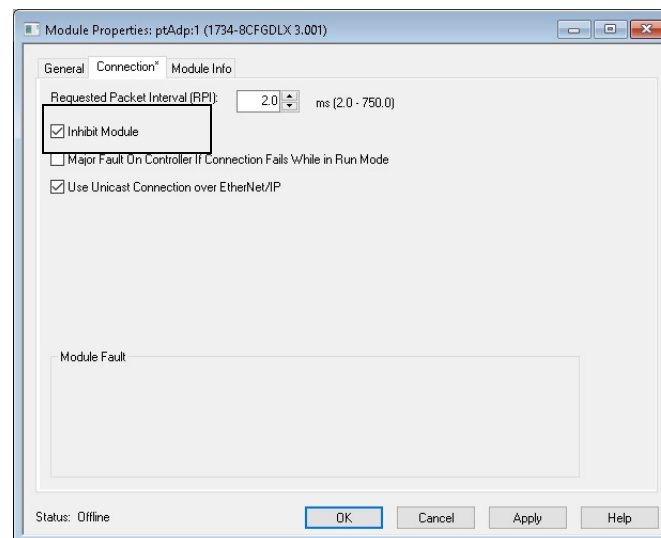 Module Properties: ptAdp:1 (1734-8CFGDLX 3.001)
General Connection* Module Info
Requested Packet Interval (RPI): 2.0 ms (2.0 - 750.0)
Inhibit Module
Major Fault On Controller If Connection Fails While in Run Mode
Use Unicast Connection over EtherNet/IP
Module Fault
Status: Offline OK Cancel Apply Help